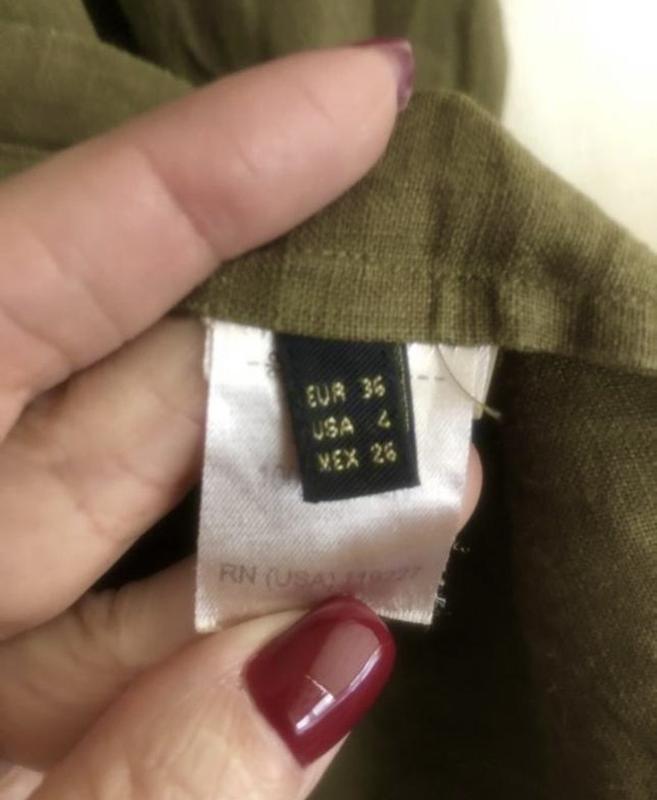 EUR 36
USA 4
MEX 26
RN (USA)